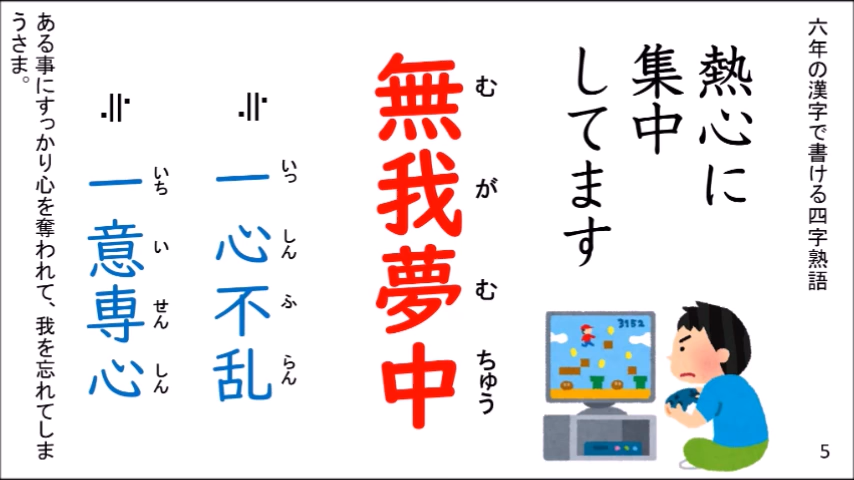 六年の漢字で書ける四字熟語
熱心に
集中
してます
むがむちゅう
無我夢中
≒
いっしんふらん
一心不乱
≒
いちいせんしん
一意専心
ある事にすっかり心を奪われて、我を忘れてしま
うさま。
3152
5